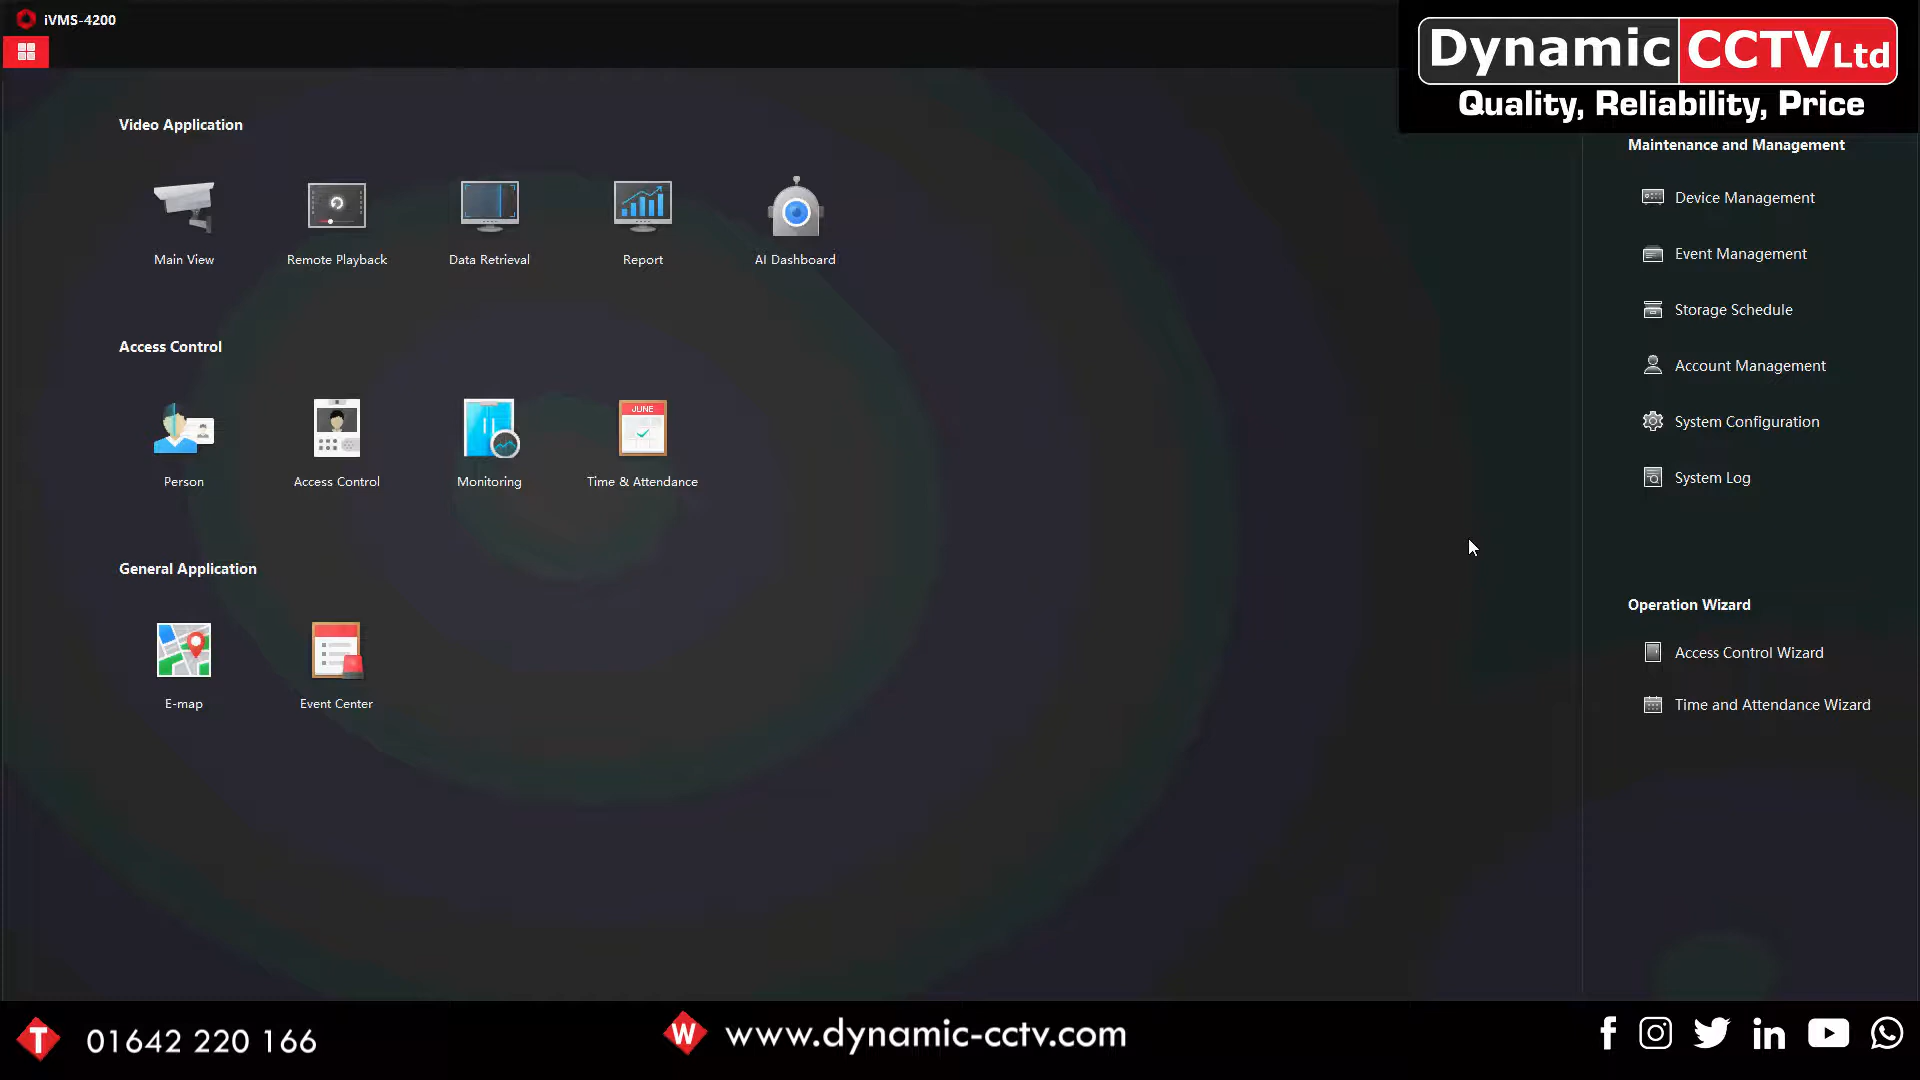 iVMS-4200
Dynamic CCTV Ltd
Quality, Reliability, Price
Video Application
Main View
Remote Playback
Data Retrieval
Report
AI Dashboard
Access Control
Person
Access Control
Monitoring
JUNE
Time & Attendance
General Application
E-map
Event Center
Maintenance and Management
Device Management
Event Management
Storage Schedule
Account Management
System Configuration
System Log
Operation Wizard
Access Control Wizard
Time and Attendance Wizard
T 01642 220 166
W www.dynamic-cctv.com